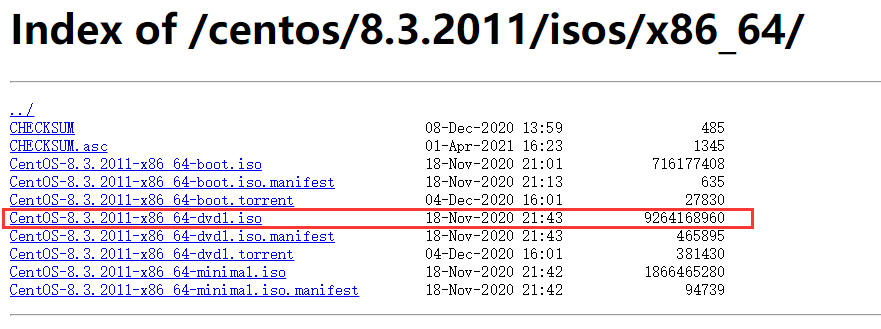 Index of /centos/8.3.2011/isos/x86_64/
../
CHECKSUM 08-Dec-2020 13:59 485
CHECKSUM.asc 01-Apr-2021 16:23 1345
CentOS-8.3.2011-x86_64-boot.iso 18-Nov-2020 21:01 716177408
CentOS-8.3.2011-x86_64-boot.iso.manifest 18-Nov-2020 21:13 635
CentOS-8.3.2011-x86_64-boot.torrent 04-Dec-2020 16:01 27830
CentOS-8.3.2011-x86_64-dvd1.iso 18-Nov-2020 21:43 9264168960
CentOS-8.3.2011-x86_64-dvd1.iso.manifest 18-Nov-2020 21:43 465895
CentOS-8.3.2011-x86_64-dvd1.torrent 04-Dec-2020 16:01 381430
CentOS-8.3.2011-x86_64-minimal.iso 18-Nov-2020 21:42 1866465280
CentOS-8.3.2011-x86_64-minimal.iso.manifest 18-Nov-2020 21:42 94739